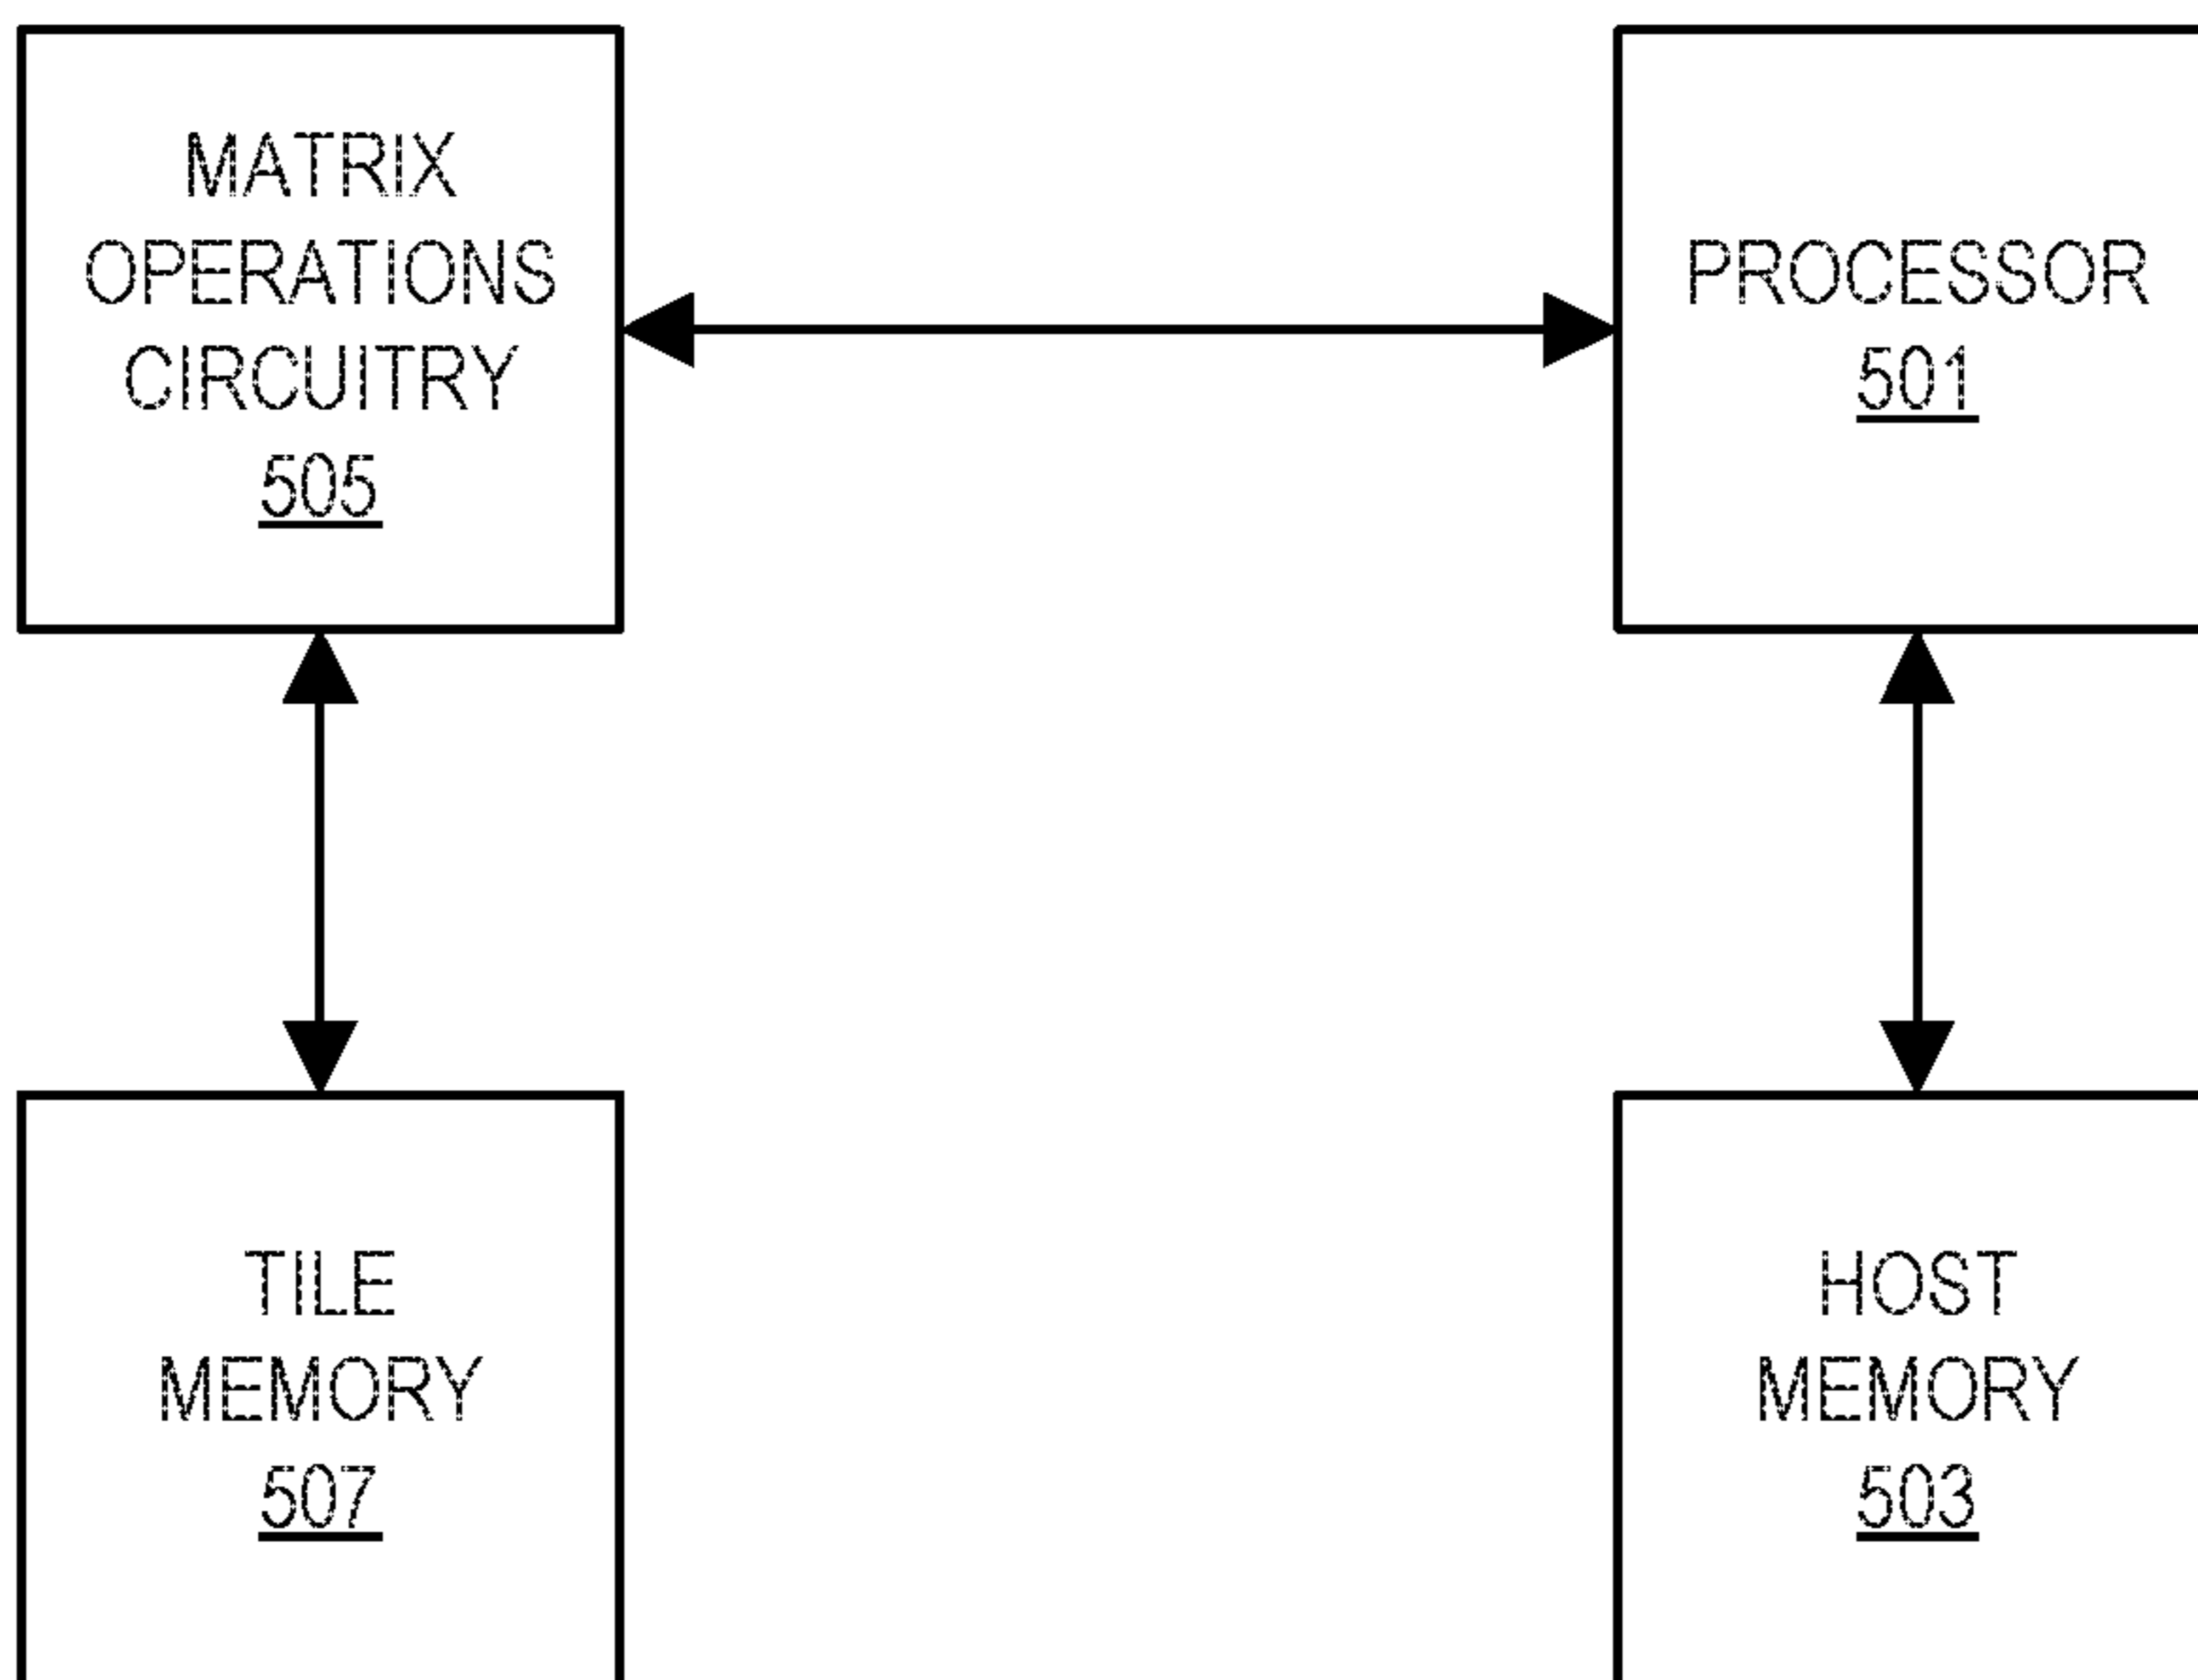 MATRIX
OPERATIONS
CIRCUITRY
505
PROCESSOR
501
TILE
MEMORY
507
HOST
MEMORY
503